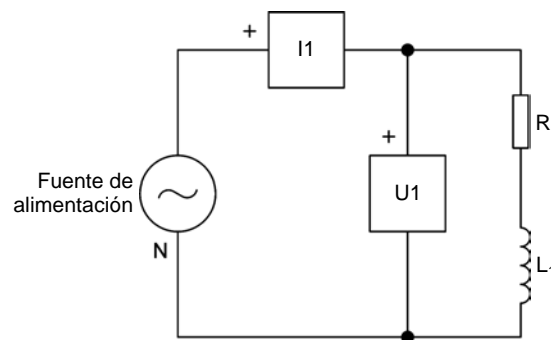 +
I1
+
R
Fuente de
alimentación
U1
N
L